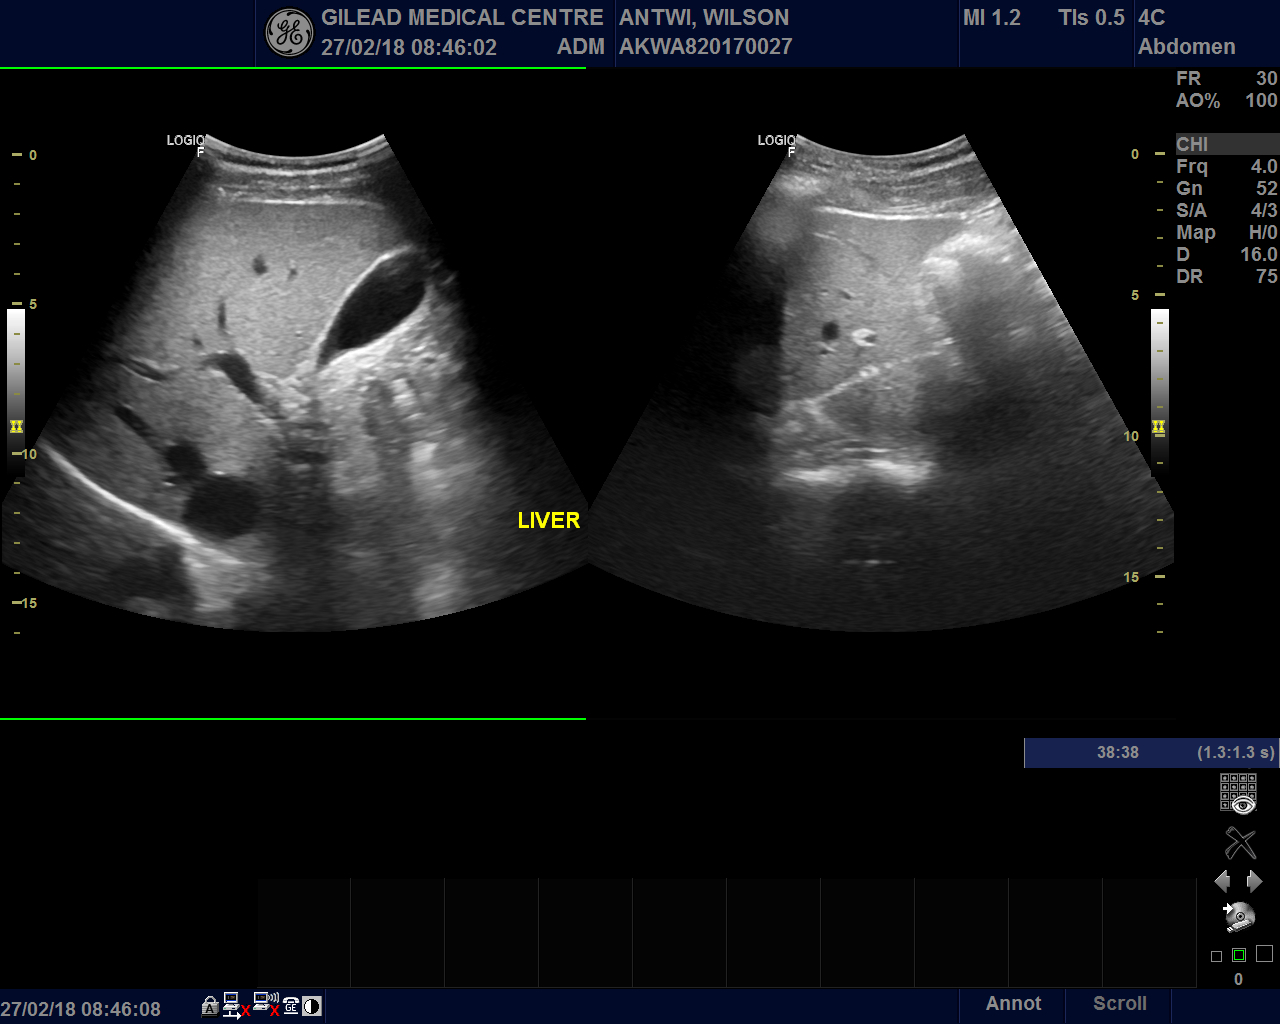 GILEAD MEDICAL CENTRE
27/02/18 08:46:02 ADM
ANTWI, WILSON
AKWA820170027
MI 1.2 TIs 0.5
4C
Abdomen
FR 30
AO% 100
CHI
Frq 4.0
Gn 52
S/A 4/3
Map H/0
D 16.0
DR 75
LOGIQ
F
0
5
10
15
LIVER
LOGIQ
F
0
5
10
15
38:38 (1.3:1.3 s)
0
27/02/18 08:46:08
A
GE
Annot
Scroll